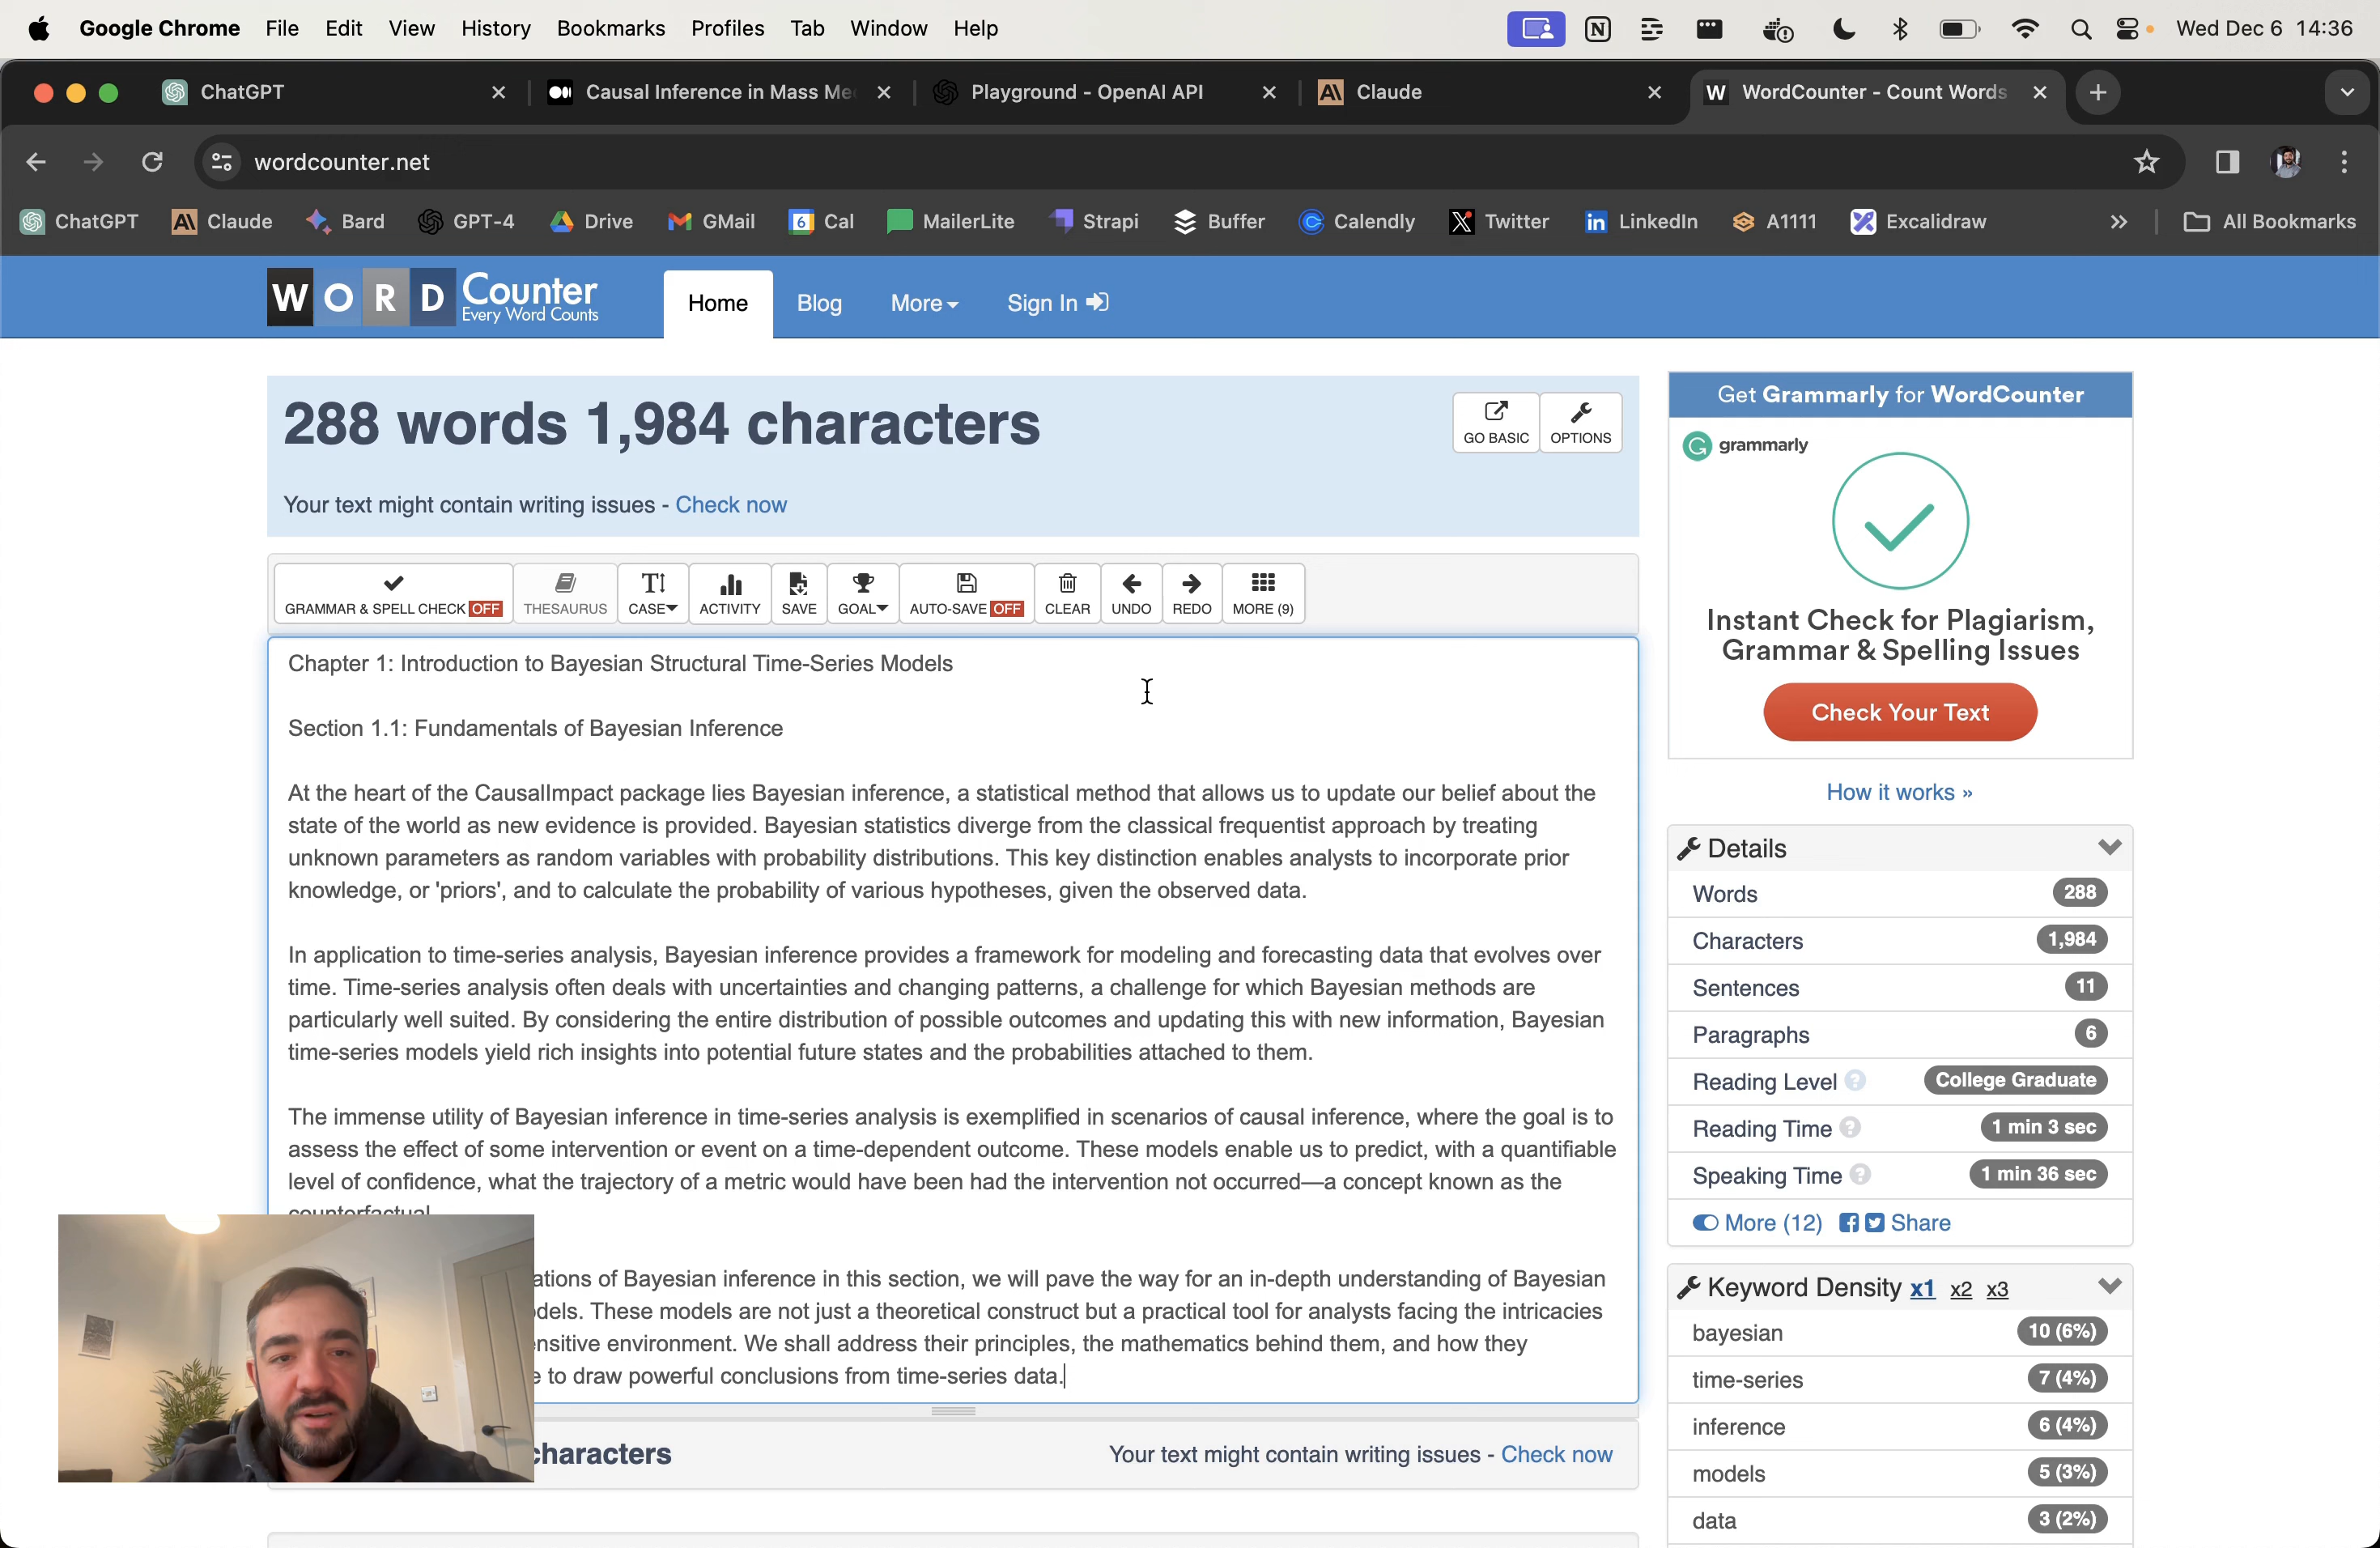 Google Chrome File Edit View History Bookmarks Profiles Tab Window Help Wed Dec 6 14:36
ChatGPT Causal Inference in Mass Me Playground - OpenAI API Claude WordCounter - Count Words
wordcounter.net
ChatGPT Claude Bard GPT-4 Drive GMail 6 Cal MailerLite Strapi Buffer Calendly Twitter LinkedIn A1111 Excalidraw All Bookmarks
WORD Counter
Every Word Counts
Home Blog More Sign In
288 words 1,984 characters
GO BASIC OPTIONS
Your text might contain writing issues - Check now
GRAMMAR & SPELL CHECK OFF THESAURUS CASE ACTIVITY SAVE GOAL AUTO-SAVE OFF CLEAR UNDO REDO MORE (9)
Chapter 1: Introduction to Bayesian Structural Time-Series Models
Section 1.1: Fundamentals of Bayesian Inference
At the heart of the CausalImpact package lies Bayesian inference, a statistical method that allows us to update our belief about the
state of the world as new evidence is provided. Bayesian statistics diverge from the classical frequentist approach by treating
unknown parameters as random variables with probability distributions. This key distinction enables analysts to incorporate prior
knowledge, or 'priors', and to calculate the probability of various hypotheses, given the observed data.
In application to time-series analysis, Bayesian inference provides a framework for modeling and forecasting data that evolves over
time. Time-series analysis often deals with uncertainties and changing patterns, a challenge for which Bayesian methods are
particularly well suited. By considering the entire distribution of possible outcomes and updating this with new information, Bayesian
time-series models yield rich insights into potential future states and the probabilities attached to them.
The immense utility of Bayesian inference in time-series analysis is exemplified in scenarios of causal inference, where the goal is to
assess the effect of some intervention or event on a time-dependent outcome. These models enable us to predict, with a quantifiable
level of confidence, what the trajectory of a metric would have been had the intervention not occurred—a concept known as the
counterfactual
ations of Bayesian inference in this section, we will pave the way for an in-depth understanding of Bayesian
dels. These models are not just a theoretical construct but a practical tool for analysts facing the intricacies
ensitive environment. We shall address their principles, the mathematics behind them, and how they
e to draw powerful conclusions from time-series data.
characters Your text might contain writing issues - Check now
Get Grammarly for WordCounter
grammarly
Instant Check for Plagiarism,
Grammar & Spelling Issues
Check Your Text
How it works »
Details
Words 288
Characters 1,984
Sentences 11
Paragraphs 6
Reading Level ? College Graduate
Reading Time ? 1 min 3 sec
Speaking Time ? 1 min 36 sec
More (12) Share
Keyword Density x1 x2 x3
bayesian 10 (6%)
time-series 7 (4%)
inference 6 (4%)
models 5 (3%)
data 3 (2%)